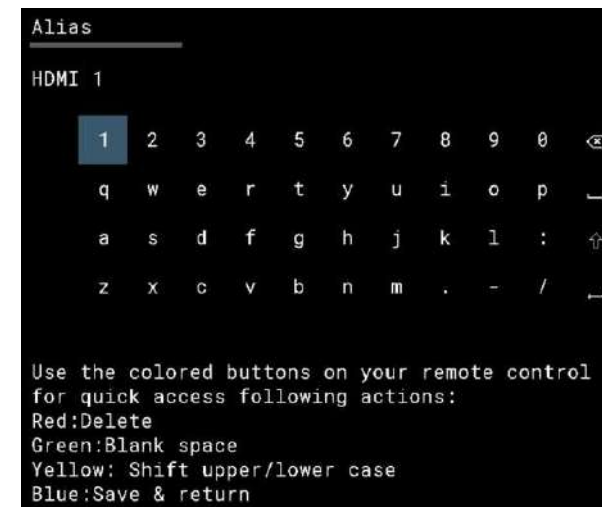 Alias
HDMI 1
1 2 3 4 5 6 7 8 9 0
q w e r t y u i o p
a s d f g h j k l :
z x c v b n m . - /
Use the colored buttons on your remote control
for quick access following actions:
Red:Delete
Green:Blank space
Yellow: Shift upper/lower case
Blue:Save & return